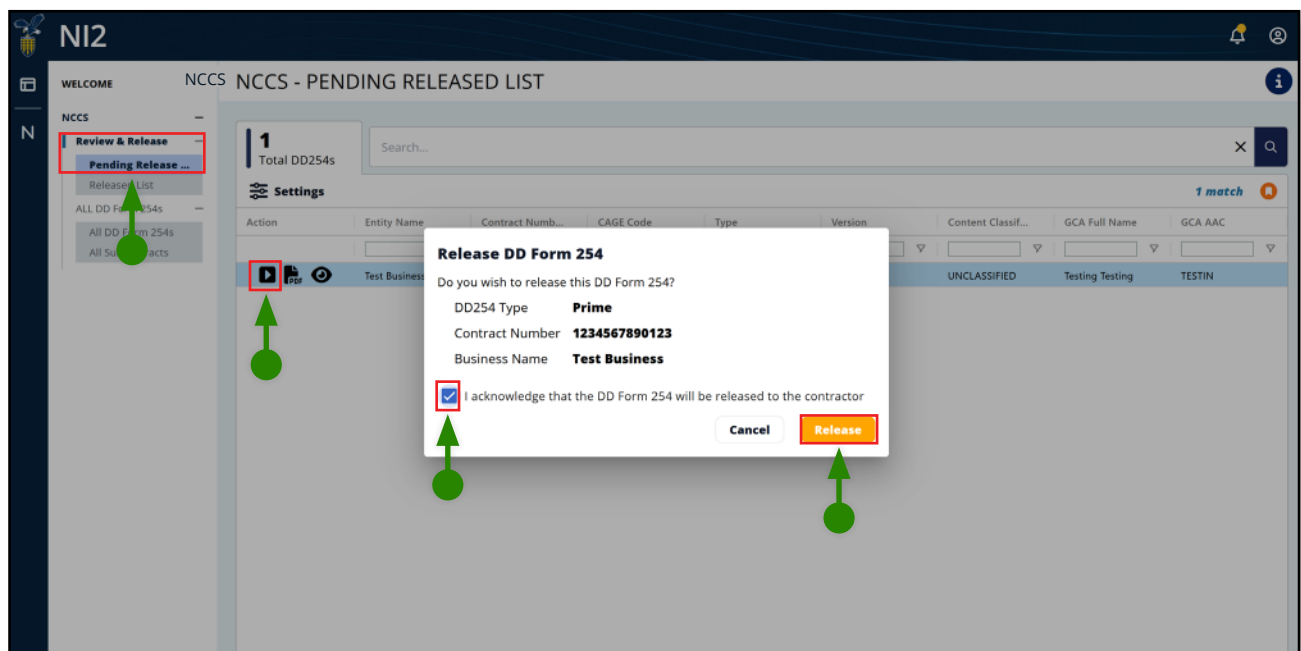 NI2
WELCOME
NCCS
NCCS - PENDING RELEASED LIST
NCCS
Review & Release
Pending Release ...
Released List
ALL DD Form 254s
All DD Form 254s
All Su acts
1
Total DD254s
Search...
Settings
1 match
Action Entity Name Contract Numb... CAGE Code Type Version Content Classif... GCA Full Name GCA AAC
PDF Test Business UNCLASSIFIED Testing Testing TESTIN
Release DD Form 254
Do you wish to release this DD Form 254?
DD254 Type Prime
Contract Number 1234567890123
Business Name Test Business
I acknowledge that the DD Form 254 will be released to the contractor
Cancel Release
N
i